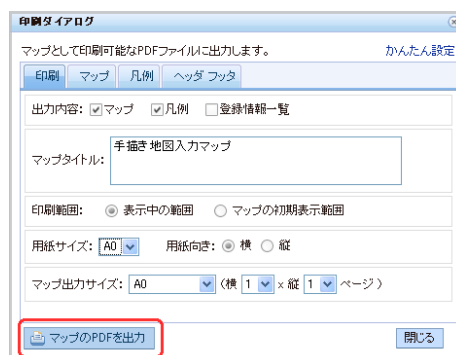 印刷ダイアログ
マップとして印刷可能なPDFファイルに出力します。 かんたん設定
印刷 マップ 凡例 ヘッダ フッタ
出力内容: マップ 凡例 登録情報一覧
マップタイトル: 手描き地図入力マップ
印刷範囲: 表示中の範囲 マップの初期表示範囲
用紙サイズ: A0 用紙向き: 横 縦
マップ出力サイズ: A0 (横 1 x 縦 1 ページ)
マップのPDFを出力 閉じる